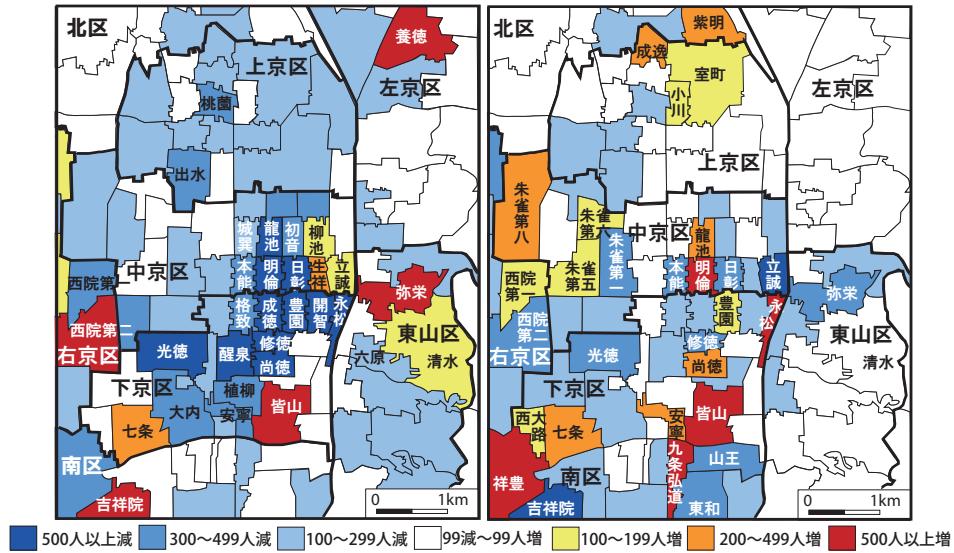 北区
養徳
上京区
左京区
桃薗
出水
城巽
龍池
初音
柳池
中京区
本能
明倫
日彰
生祥
立誠
西院第一
弥栄
格致
成徳
豊園
開智
永松
西院第二
東山区
右京区
光徳
醒泉
修徳
六原
清水
尚徳
下京区
植柳
大内
安寧
皆山
七条
南区
吉祥院
0 1km
北区
紫明
成逸
室町
左京区
小川
上京区
朱雀第八
朱雀第六
中京区
龍池
朱雀第一
西院第一
朱雀第五
本能
明倫
日彰
立誠
弥栄
豊園
永松
西院第二
東山区
右京区
光徳
修徳
清水
尚徳
下京区
皆山
西大路
七条
安寧
九条弘道
山王
南区
祥豊
吉祥院
東和
0 1km
500人以上減 300～499人減 100～299人減 99減～99人増 100～199人増 200～499人増 500人以上増